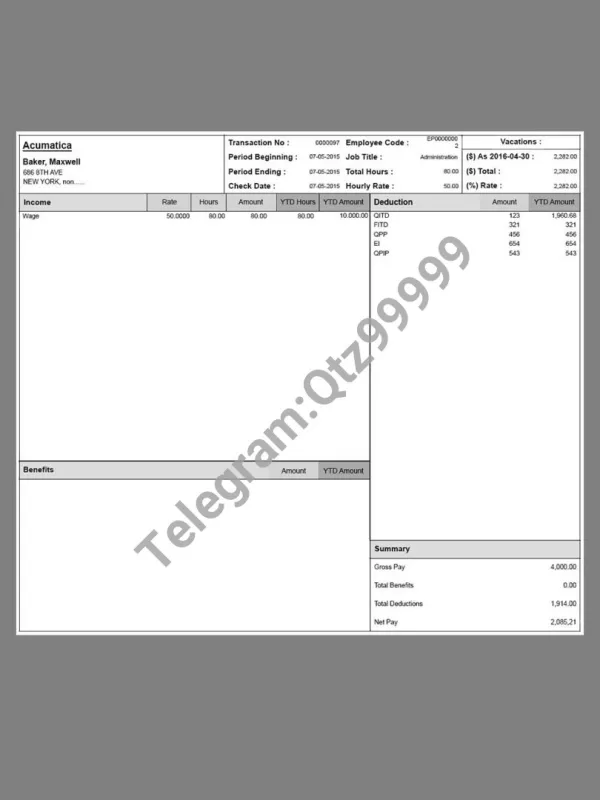 Acumatica
Baker, Maxwell
686 8TH AVE
NEW YORK, non......
Transaction No : 0000097 Employee Code : EP00000002
Period Beginning : 07-05-2015 Job Title : Administration
Period Ending : 07-05-2015 Total Hours : 80.00
Check Date : 07-05-2015 Hourly Rate : 50.00
Vacations :
($) As 2016-04-30 : 2,282.00
($) Total : 2,282.00
(%) Rate : 2,282.00
Income Rate Hours Amount YTD Hours YTD Amount
Wage 50.0000 80.00 80.00 80.00 10.000.00
Deduction Amount YTD Amount
QITD 123 1,960.68
FITD 321 321
QPP 456 456
EI 654 654
QPIP 543 543
Telegram:Qtz99999
Benefits Amount YTD Amount
Summary
Gross Pay 4,000.00
Total Benefits 0.00
Total Deductions 1,914.00
Net Pay 2,085,21